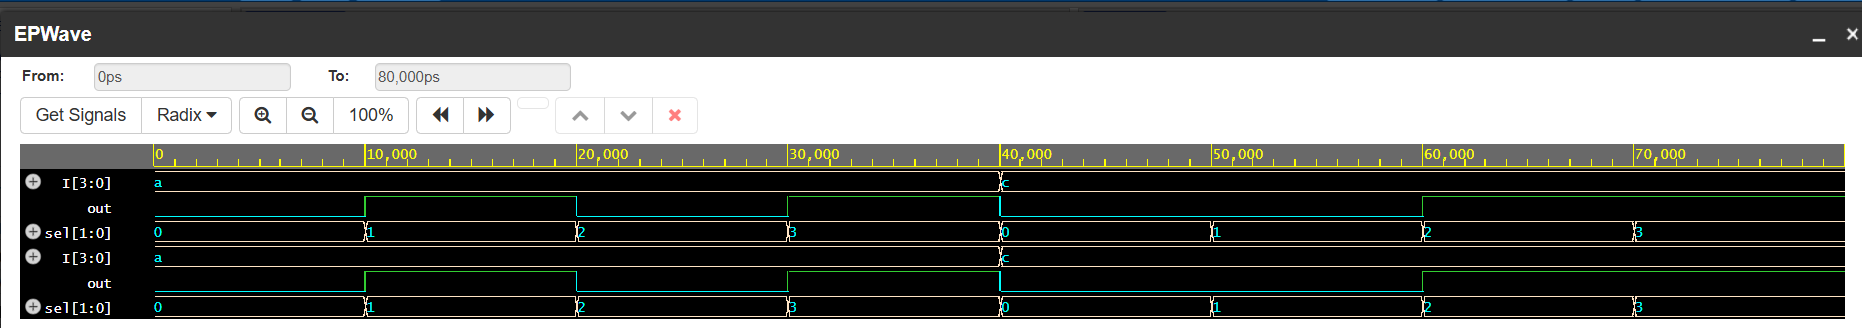 EPWave
From: 0ps To: 80,000ps
Get Signals Radix 100%
0 10,000 20,000 30,000 40,000 50,000 60,000 70,000
I[3:0] a c
out
sel[1:0] 0 1 2 3 0 1 2 3
I[3:0] a c
out
sel[1:0] 0 1 2 3 0 1 2 3